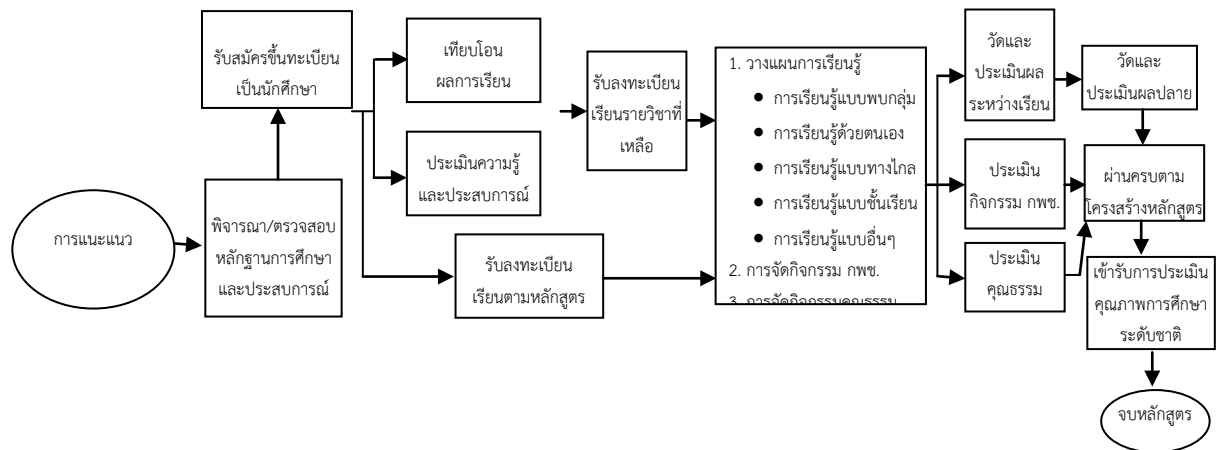 การแนะแนว
พิจารณา/ตรวจสอบ
หลักฐานการศึกษา
และประสบการณ์
รับสมัครขึ้นทะเบียน
เป็นนักศึกษา
เทียบโอน
ผลการเรียน
ประเมินความรู้
และประสบการณ์
รับลงทะเบียน
เรียนรายวิชาที่
เหลือ
รับลงทะเบียน
เรียนตามหลักสูตร
1. วางแผนการเรียนรู้
● การเรียนรู้แบบพบกลุ่ม
● การเรียนรู้ด้วยตนเอง
● การเรียนรู้แบบทางไกล
● การเรียนรู้แบบชั้นเรียน
● การเรียนรู้แบบอื่นๆ
2. การจัดกิจกรรม กพช.
3. การจัดกิจกรรมคุณธรรม
วัดและ
ประเมินผล
ระหว่างเรียน
วัดและ
ประเมินผลปลาย
ประเมิน
กิจกรรม กพช.
ประเมิน
คุณธรรม
ผ่านครบตาม
โครงสร้างหลักสูตร
เข้ารับการประเมิน
คุณภาพการศึกษา
ระดับชาติ
จบหลักสูตร